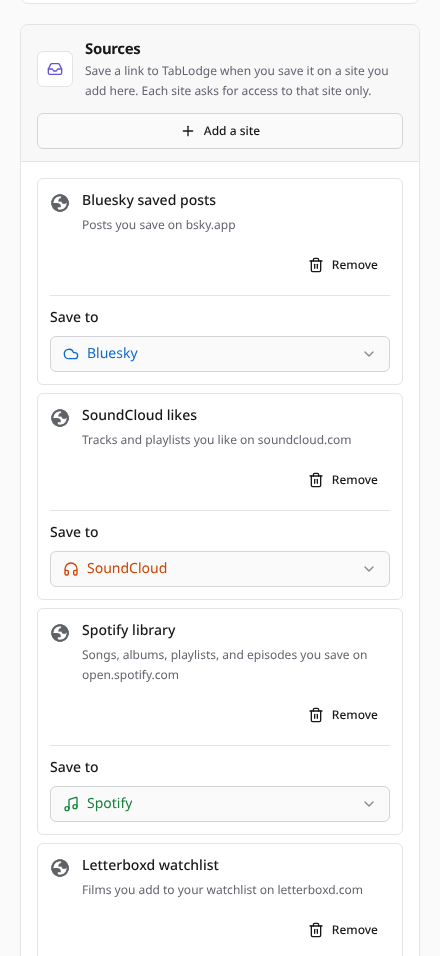 Sources
Save a link to TabLodge when you save it on a site you
add here. Each site asks for access to that site only.
Add a site
Bluesky saved posts
Posts you save on bsky.app
Remove
Save to
Bluesky
SoundCloud likes
Tracks and playlists you like on soundcloud.com
Remove
Save to
SoundCloud
Spotify library
Songs, albums, playlists, and episodes you save on
open.spotify.com
Remove
Save to
Spotify
Letterboxd watchlist
Films you add to your watchlist on letterboxd.com
Remove